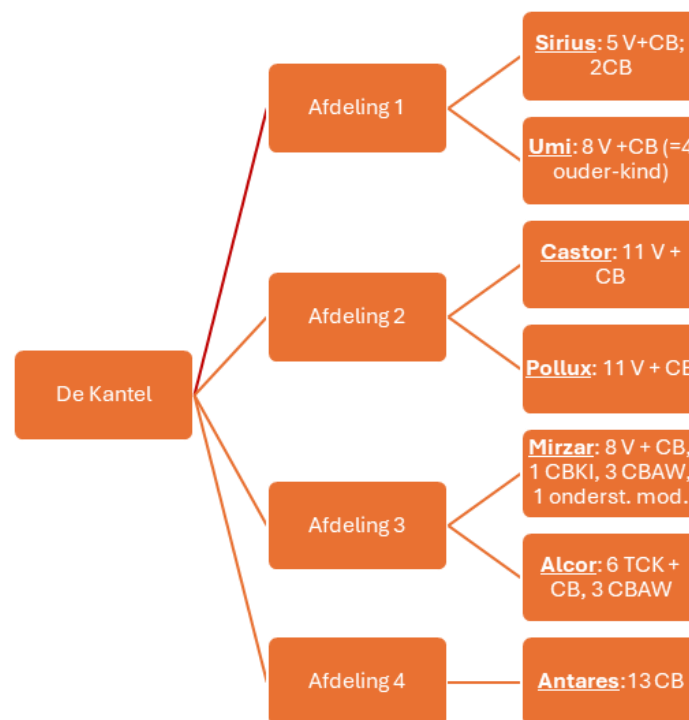 Sirius: 5 V+CB;
2CB
Afdeling 1
Umi: 8 V +CB (=4
ouder-kind)
Castor: 11 V +
CB
Afdeling 2
Pollux: 11 V + CB
De Kantel
Mirzar: 8 V + CB,
1 CBKI, 3 CBAW,
1 onderst. mod.
Afdeling 3
Alcor: 6 TCK +
CB, 3 CBAW
Afdeling 4
Antares: 13 CB